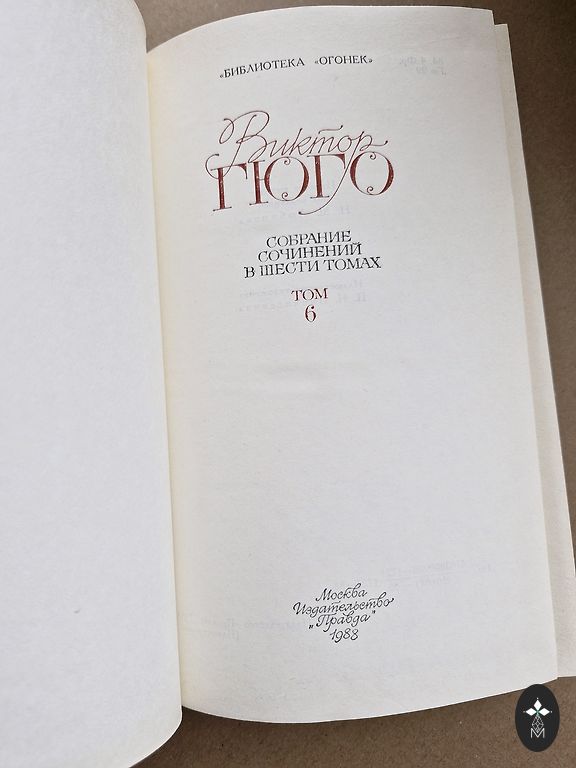 "БИБЛИОТЕКА "ОГОНЕК"
Виктор
ГЮГО
СОБРАНИЕ
СОЧИНЕНИЙ
В ШЕСТИ ТОМАХ
ТОМ
6
Москва
Издательство
„Правда"
1988
M